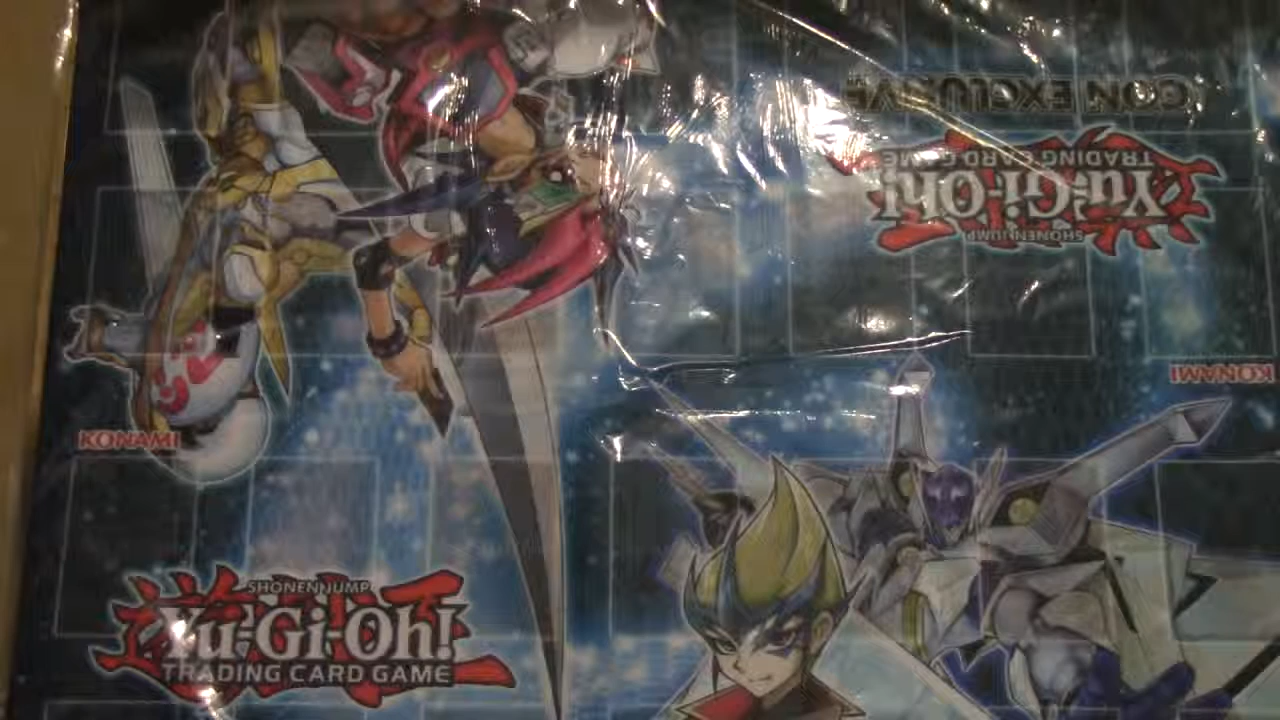 CON EXCLUSIVE
SHONEN JUMP
Yu-Gi-Oh!
TRADING CARD GAME
KONAMI
KONAMI
SHONEN JUMP
Yu-Gi-Oh!
TRADING CARD GAME